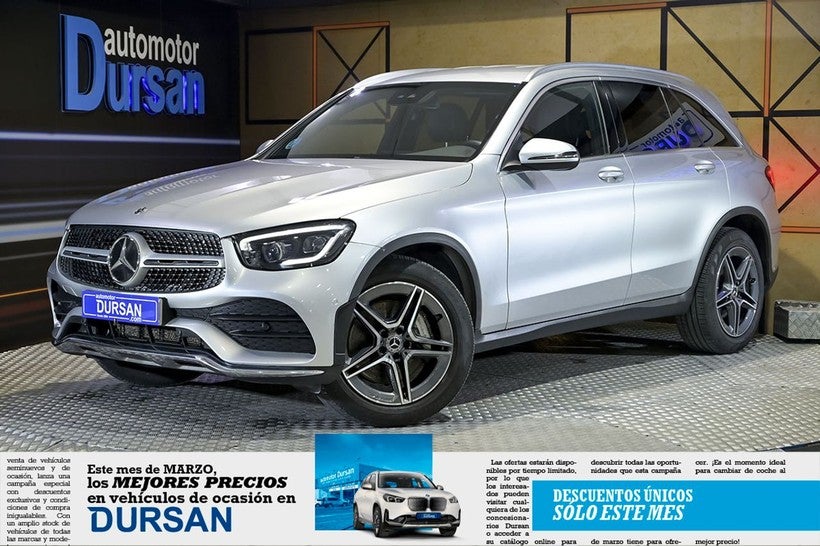 automotor
Dursan
automotor
DURSAN
.com
venta de vehículos
seminuevos y de
ocasión, lanza una
campaña especial
con descuentos
exclusivos y condi-
ciones de compra
inigualables. Con
un amplio stock de
vehículos de todas
las marcas y mode-
Este mes de MARZO,
los MEJORES PRECIOS
en vehículos de ocasión en
DURSAN
automotor Dursan
Las ofertas estarán dispo-
nibles por tiempo limitado,
por lo que
los interesa-
dos pueden
visitar cual-
quiera de los
concesiona-
rios Dursan
o acceder a
su catálogo online para
descubrir todas las oportu-
nidades que esta campaña
de marzo tiene para ofre-
cer. ¡Es el momento ideal
para cambiar de coche al
mejor precio!
DESCUENTOS ÚNICOS
SÓLO ESTE MES